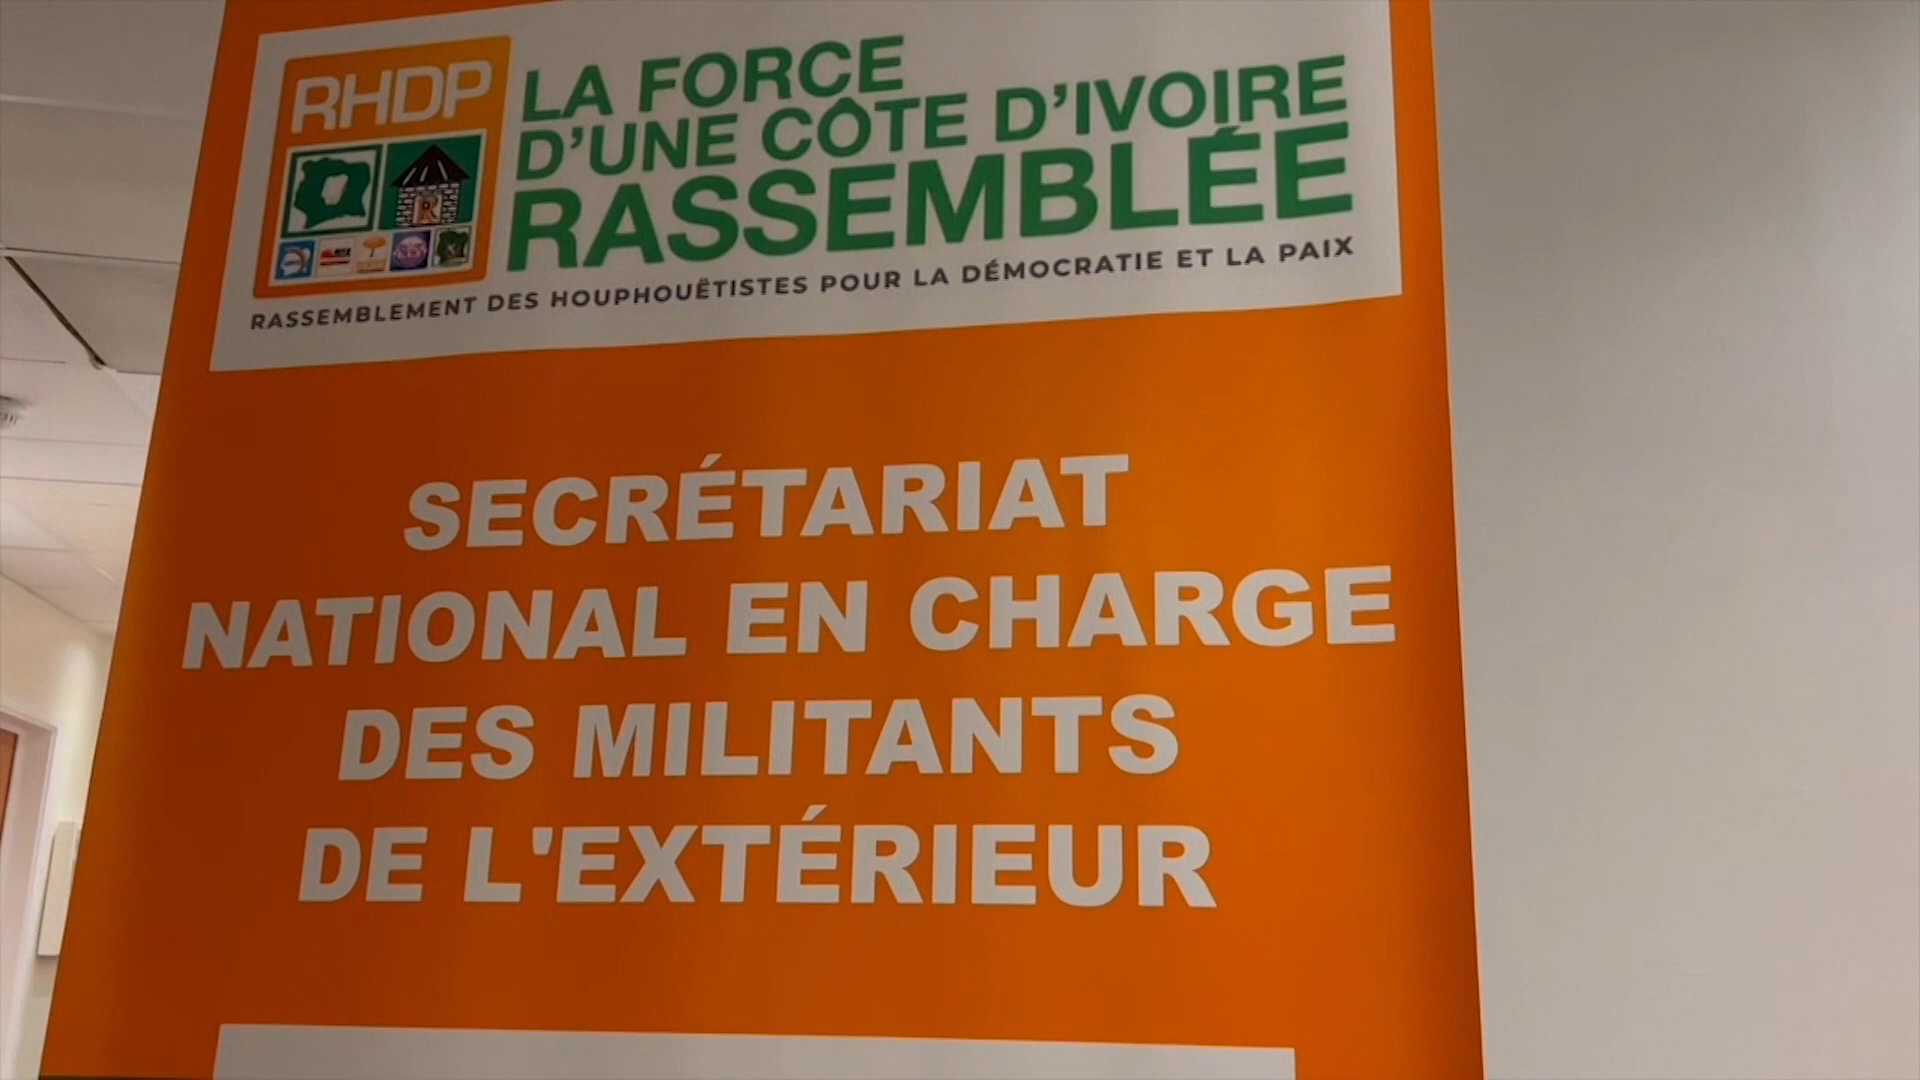 RHDP
LA FORCE
D'UNE CÔTE D'IVOIRE
RASSEMBLÉE
RASSEMBLEMENT DES HOUPHOUËTISTES POUR LA DÉMOCRATIE ET LA PAIX
SECRÉTARIAT
NATIONAL EN CHARGE
DES MILITANTS
DE L'EXTÉRIEUR